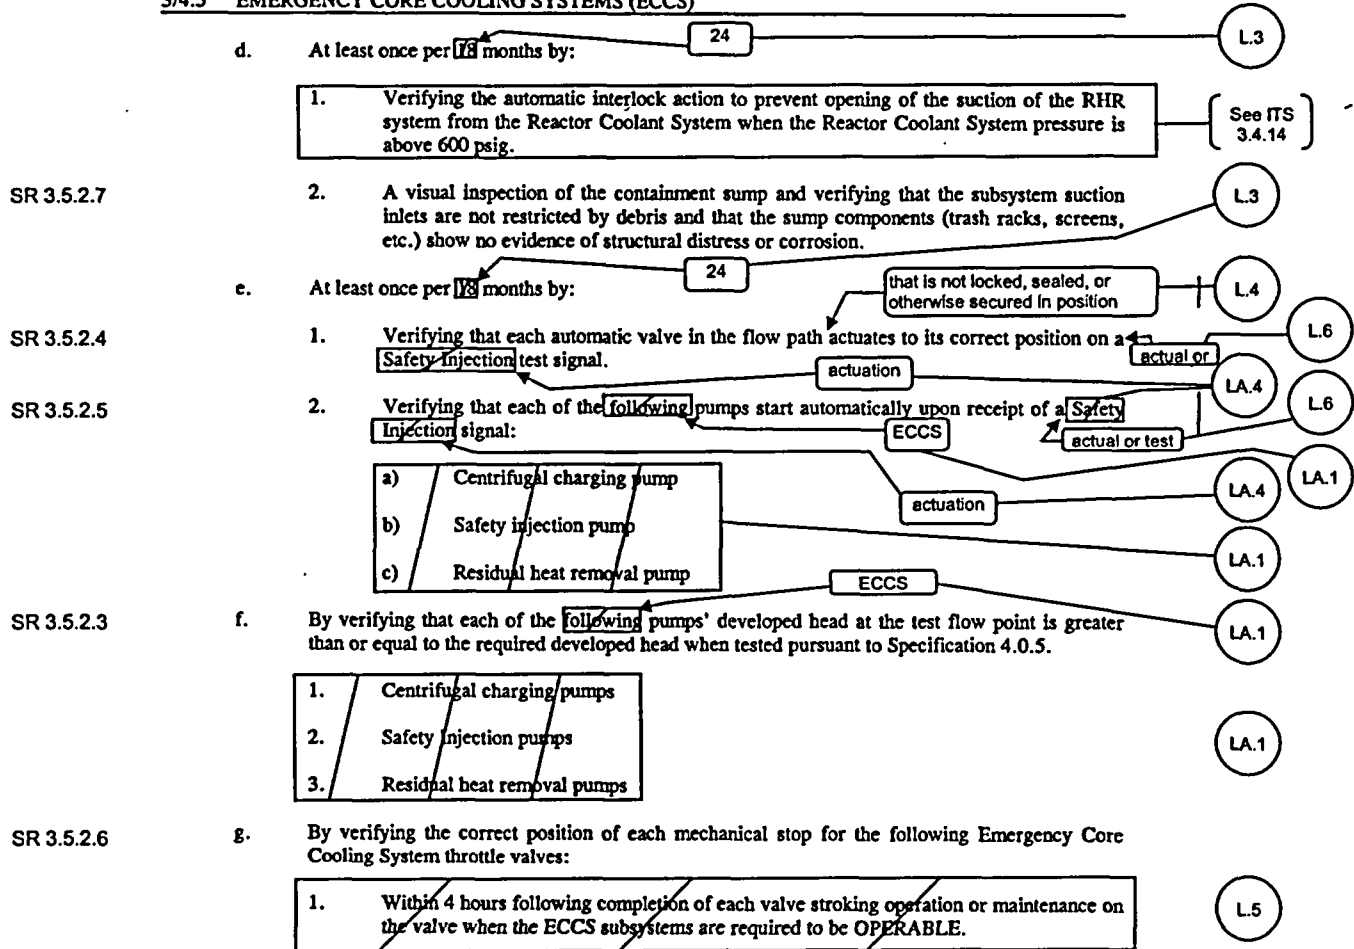 3/4.5 EMERGENCY CORE COOLING SYSTEMS (ECCS)
d. At least once per 18 months by:
24
L.3
1. Verifying the automatic interlock action to prevent opening of the suction of the RHR
system from the Reactor Coolant System when the Reactor Coolant System pressure is
above 600 psig.
See ITS
3.4.14
SR 3.5.2.7
2. A visual inspection of the containment sump and verifying that the subsystem suction
inlets are not restricted by debris and that the sump components (trash racks, screens,
etc.) show no evidence of structural distress or corrosion.
L.3
24
e. At least once per 18 months by:
that is not locked, sealed, or
otherwise secured in position
L.4
SR 3.5.2.4
1. Verifying that each automatic valve in the flow path actuates to its correct position on a
Safety Injection test signal.
actual or
L.6
actuation
LA.4
SR 3.5.2.5
2. Verifying that each of the following pumps start automatically upon receipt of a Safety
Injection signal:
ECCS
actual or test
L.6
LA.1
a) Centrifugal charging pump
actuation
LA.4
b) Safety injection pump
LA.1
c) Residual heat removal pump
ECCS
SR 3.5.2.3
f. By verifying that each of the following pumps' developed head at the test flow point is greater
than or equal to the required developed head when tested pursuant to Specification 4.0.5.
LA.1
1. Centrifugal charging pumps
2. Safety Injection pumps
3. Residual heat removal pumps
LA.1
SR 3.5.2.6
g. By verifying the correct position of each mechanical stop for the following Emergency Core
Cooling System throttle valves:
1. Within 4 hours following completion of each valve stroking operation or maintenance on
the valve when the ECCS subsystems are required to be OPERABLE.
L.5